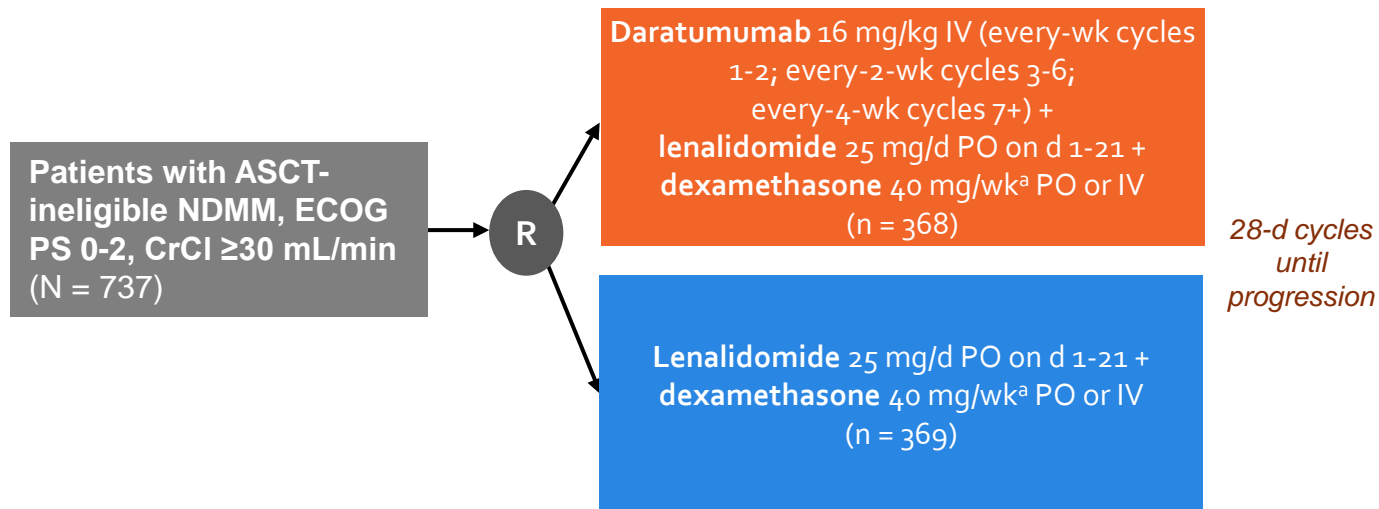 Patients with ASCT-
ineligible NDMM, ECOG
PS 0-2, CrCl ≥30 mL/min
(N = 737)
R
Daratumumab 16 mg/kg IV (every-wk cycles
1-2; every-2-wk cycles 3-6;
every-4-wk cycles 7+) +
lenalidomide 25 mg/d PO on d 1-21 +
dexamethasone 40 mg/wkᵃ PO or IV
(n = 368)
Lenalidomide 25 mg/d PO on d 1-21 +
dexamethasone 40 mg/wkᵃ PO or IV
(n = 369)
28-d cycles
until
progression